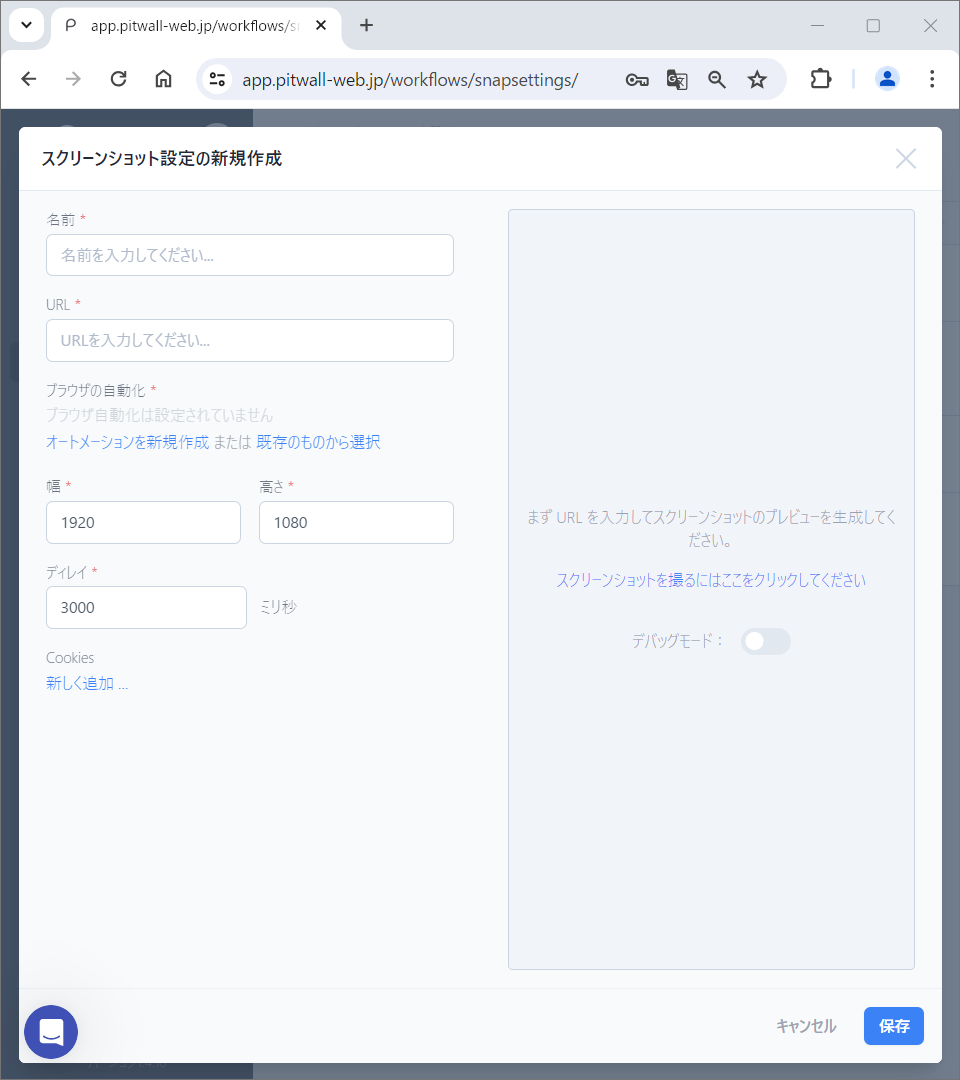 app.pitwall-web.jp/workflows/s
app.pitwall-web.jp/workflows/snapsettings/
スクリーンショット設定の新規作成
名前 *
名前を入力してください...
URL *
URLを入力してください...
ブラウザの自動化 *
ブラウザ自動化は設定されていません
オートメーションを新規作成 または 既存のものから選択
幅 * 高さ *
1920 1080
ディレイ *
3000 ミリ秒
Cookies
新しく追加 ...
まず URL を入力してスクリーンショットのプレビューを生成してく
ださい。
スクリーンショットを撮るにはここをクリックしてください
デバッグモード：
キャンセル 保存